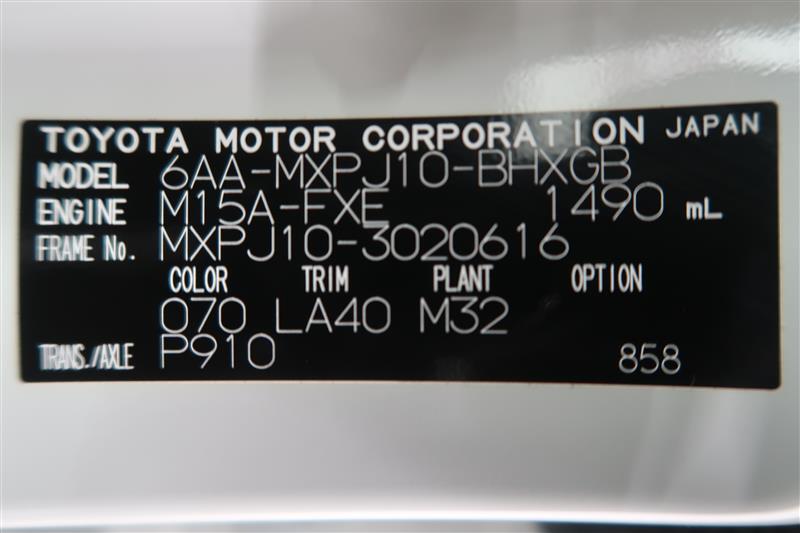 TOYOTA MOTOR CORPORATION JAPAN
MODEL 6AA-MXPJ10-BHXGB
ENGINE M15A-FXE 1490 mL
FRAME No. MXPJ10-3020616
COLOR TRIM PLANT OPTION
070 LA40 M32
TRANS./AXLE P910 858